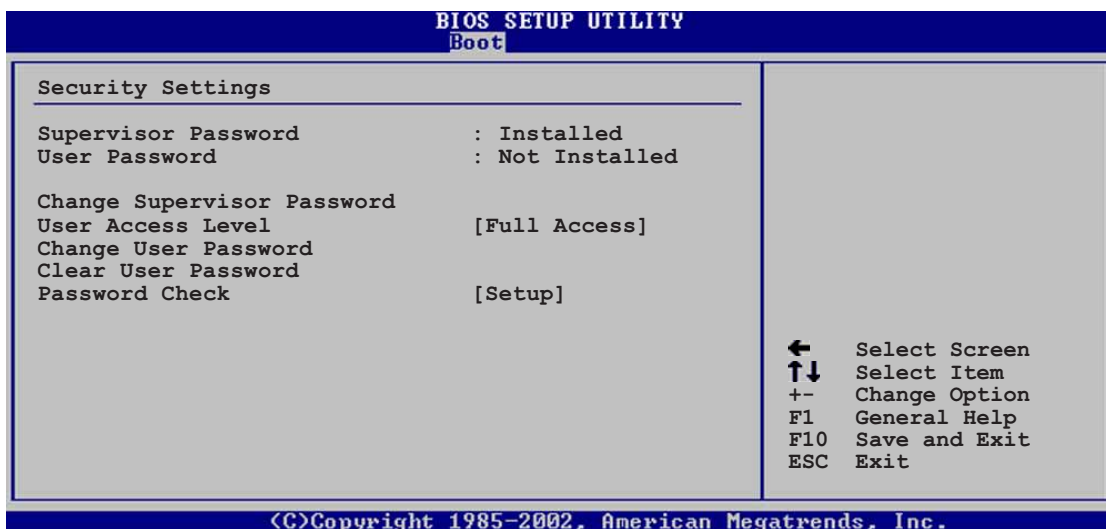 BIOS SETUP UTILITY
Boot
Security Settings
Supervisor Password : Installed
User Password : Not Installed
Change Supervisor Password
User Access Level [Full Access]
Change User Password
Clear User Password
Password Check [Setup]
← Select Screen
↑↓ Select Item
+- Change Option
F1 General Help
F10 Save and Exit
ESC Exit
(C)Copyright 1985-2002, American Megatrends, Inc.